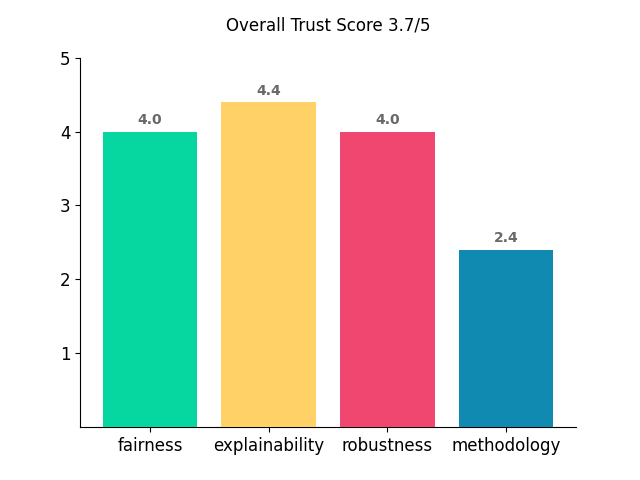 Overall Trust Score 3.7/5
5
4
3
2
1
4.0
4.4
4.0
2.4
fairness
explainability
robustness
methodology